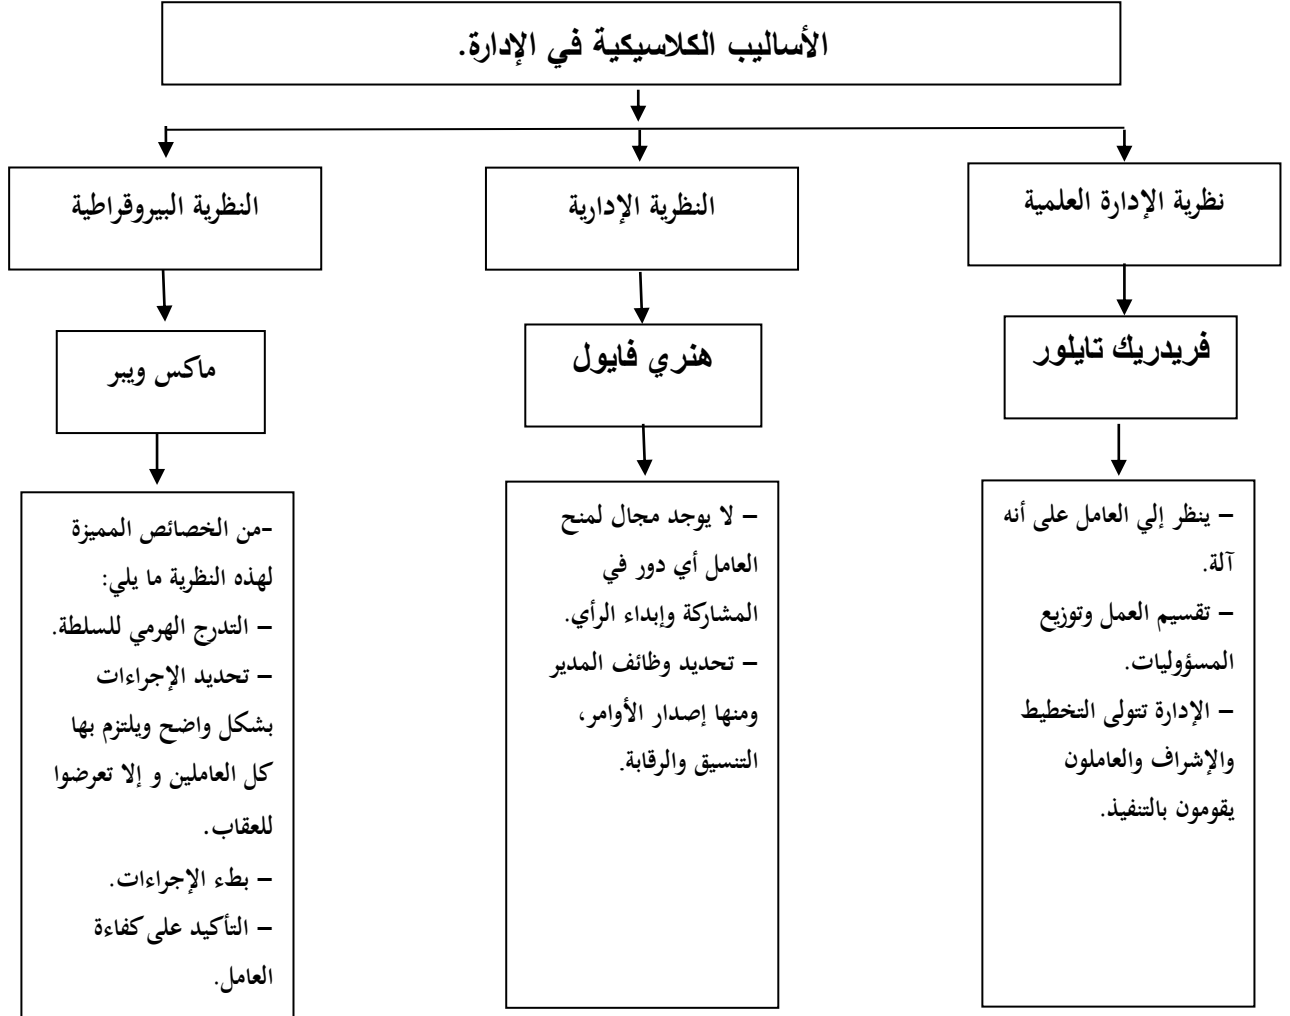 الأساليب الكلاسيكية في الإدارة.
نظرية الإدارة العلمية
النظرية الإدارية
النظرية البيروقراطية
فريدريك تايلور
هنري فايول
ماكس ويبر
– ينظر إلي العامل على أنه
آلة.
– تقسيم العمل وتوزيع
المسؤوليات.
– الإدارة تتولى التخطيط
والإشراف والعاملون
يقومون بالتنفيذ.
– لا يوجد مجال لمنح
العامل أي دور في
المشاركة وإبداء الرأي.
– تحديد وظائف المدير
ومنها إصدار الأوامر،
التنسيق والرقابة.
-من الخصائص المميزة
لهذه النظرية ما يلي:
– التدرج الهرمي للسلطة.
– تحديد الإجراءات
بشكل واضح ويلتزم بها
كل العاملين و إلا تعرضوا
للعقاب.
– بطء الإجراءات.
– التأكيد على كفاءة
العامل.